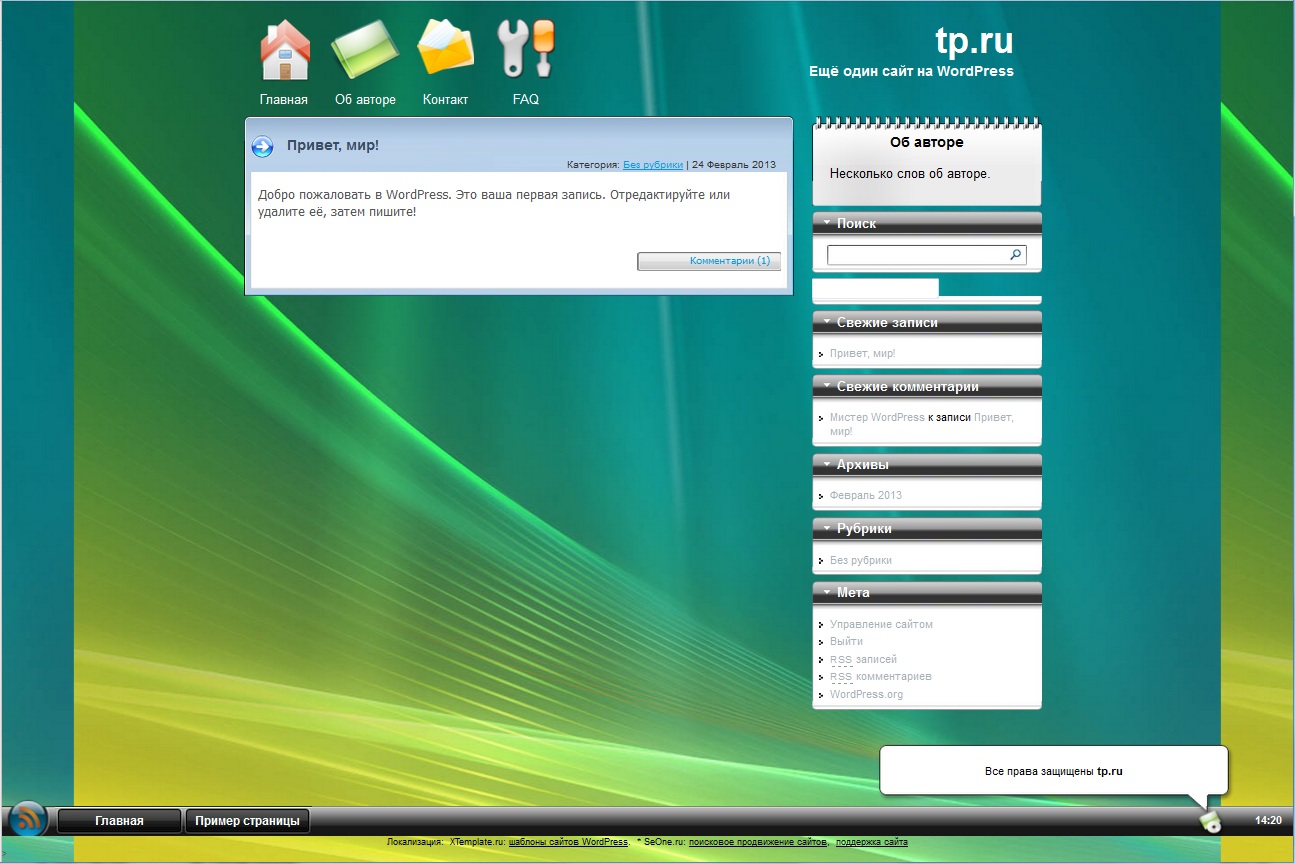 tp.ru
Ещё один сайт на WordPress
Главная
Об авторе
Контакт
FAQ
Привет, мир!
Категория: Без рубрики | 24 Февраль 2013
Добро пожаловать в WordPress. Это ваша первая запись. Отредактируйте или
удалите её, затем пишите!
Комментарии (1)
Об авторе
Несколько слов об авторе.
Поиск
Свежие записи
Привет, мир!
Свежие комментарии
Мистер WordPress к записи Привет,
мир!
Архивы
Февраль 2013
Рубрики
Без рубрики
Мета
Управление сайтом
Выйти
RSS записей
RSS комментариев
WordPress.org
Все права защищены tp.ru
Главная
Пример страницы
14:20
Локализация: XTemplate.ru: шаблоны сайтов WordPress, * SeOne.ru: поисковое продвижение сайтов, поддержка сайта